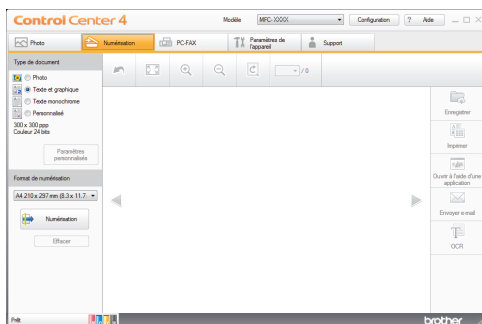 Control Center 4
Modèle MFC-XXXX Configuration ? Aide
Photo
Numérisation
PC-FAX
Paramètres de l'appareil
Support
Type de document
Photo
Texte et graphique
Texte monochrome
Personnalisé
300 x 300 ppp
Couleur 24 bits
Paramètres
personnalisés
Format de numérisation
A4 210 x 297 mm (8.3 x 11.7
Numérisation
Effacer
/ 0
Enregistrer
Imprimer
Ouvrir à l'aide d'une
application
Envoyer e-mail
OCR
Prêt
brother